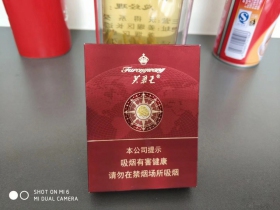 Furongwang
芙蓉王
本公司提示
吸烟有害健康
请勿在禁烟场所吸烟
SHOT ON MI 6
MI DUAL CAMERA